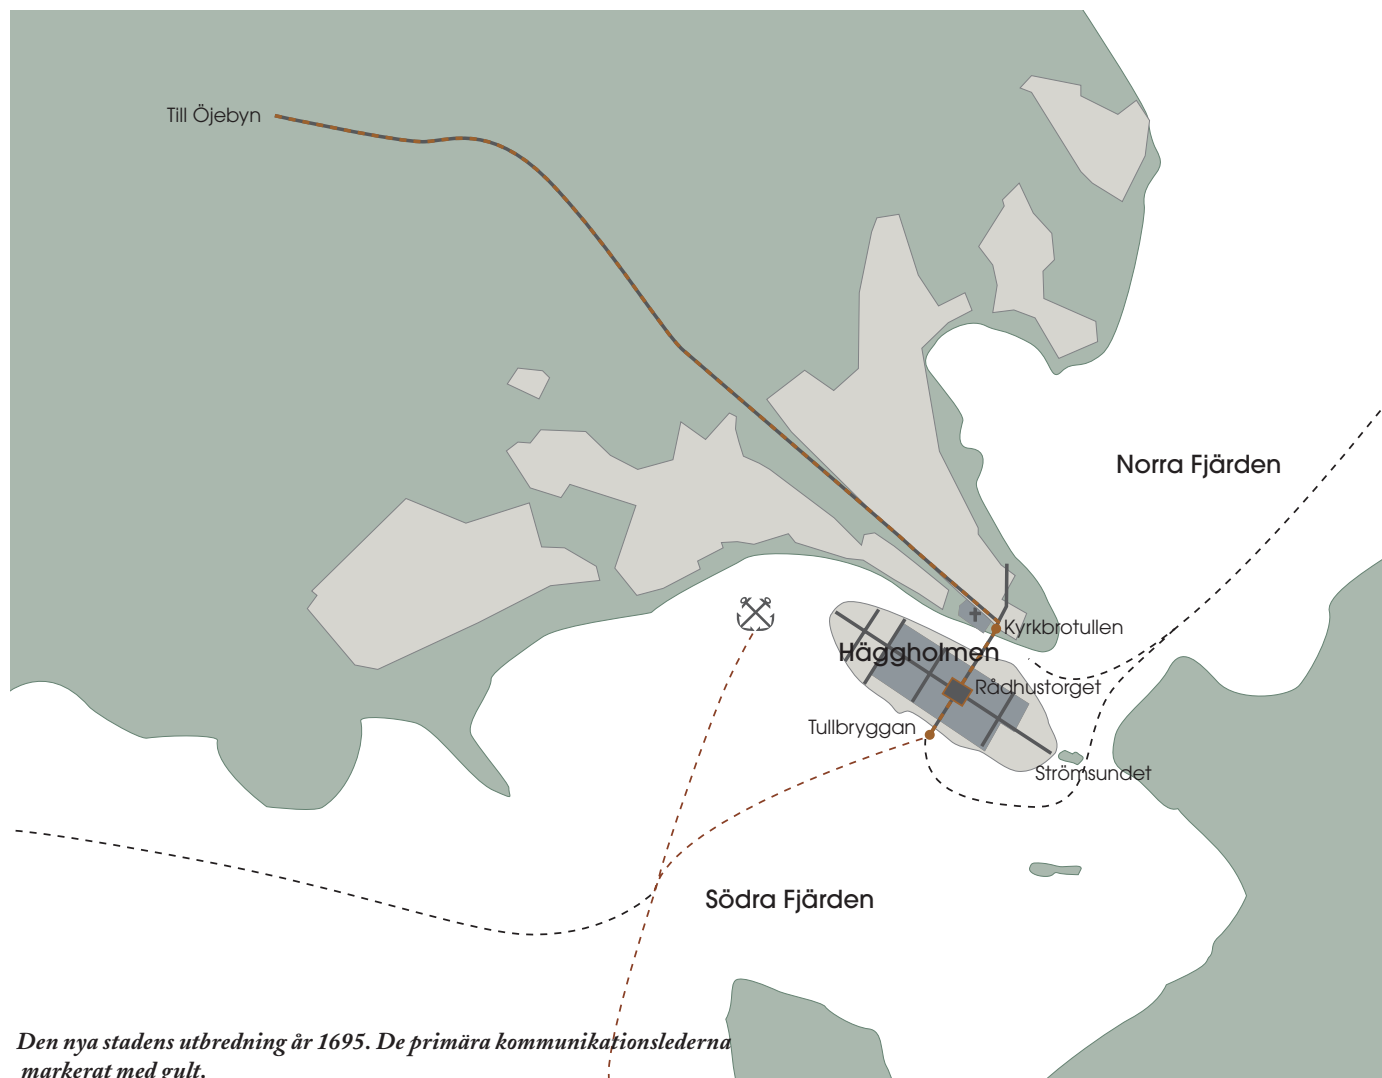 Till Öjebyn
Norra Fjärden
Kyrkbrotullen
Häggholmen
Rådhustorget
Tullbryggan
Strömsundet
Södra Fjärden
Den nya stadens utbredning år 1695. De primära kommunikationslederna
markerat med gult.